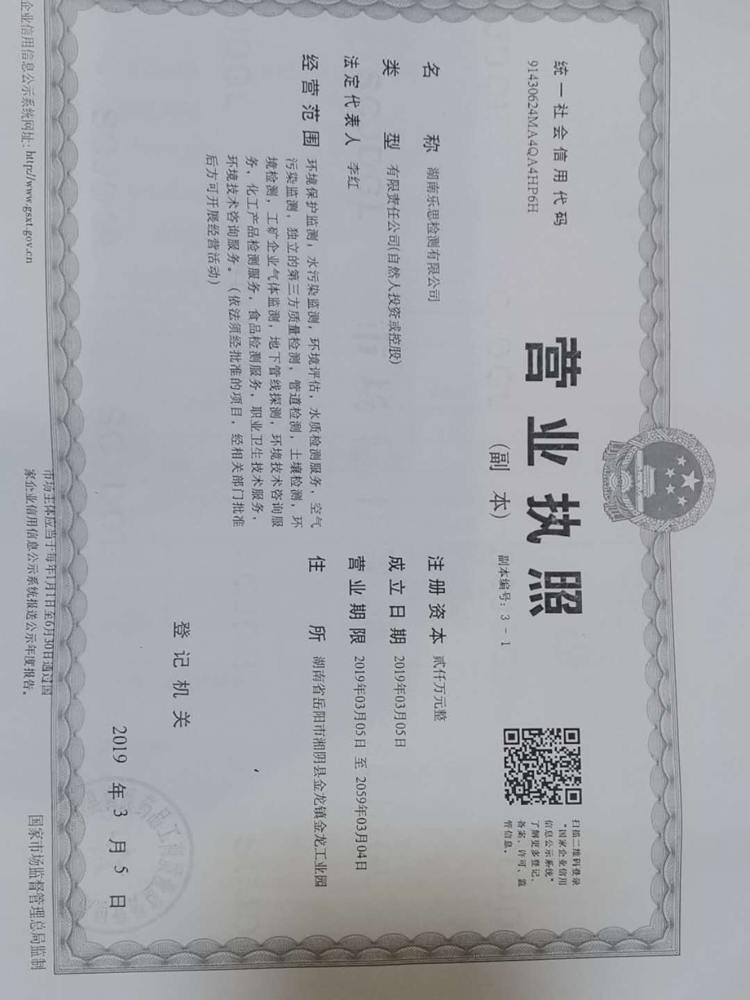 统一社会信用代码
91430624MA4QA4HP6H
营业执照
(副 本)
副本编号: 3-1
扫描二维码登录
"国家企业信用
信息公示系统"
了解更多登记、
备案、许可、监
管信息。
名 称 湖南乐思检测有限公司
类 型 有限责任公司(自然人投资或控股)
法定代表人 李红
经营范围 环境保护监测，水污染监测，环境评估，水质检测服务，空气
污染监测，独立的第三方质量检测，管道检测，土壤检测，环
境检测，工矿企业气体监测，地下管线探测，环境技术咨询服
务，化工产品检测服务，食品检测服务，职业卫生技术服务，
环境技术咨询服务。（依法须经批准的项目，经相关部门批准
后方可开展经营活动）
注册资本 贰仟万元整
成立日期 2019年03月05日
营业期限 2019年03月05日 至 2059年03月04日
住 所 湖南省岳阳市湘阴县金龙镇金龙工业园
登记机关
2019 年 3 月 5 日
企业信用信息公示系统网址: http://www.gsxt.gov.cn
市场主体应当于每年1月1日至6月30日通过国
家企业信用信息公示系统报送公示年度报告。
国家市场监督管理总局监制